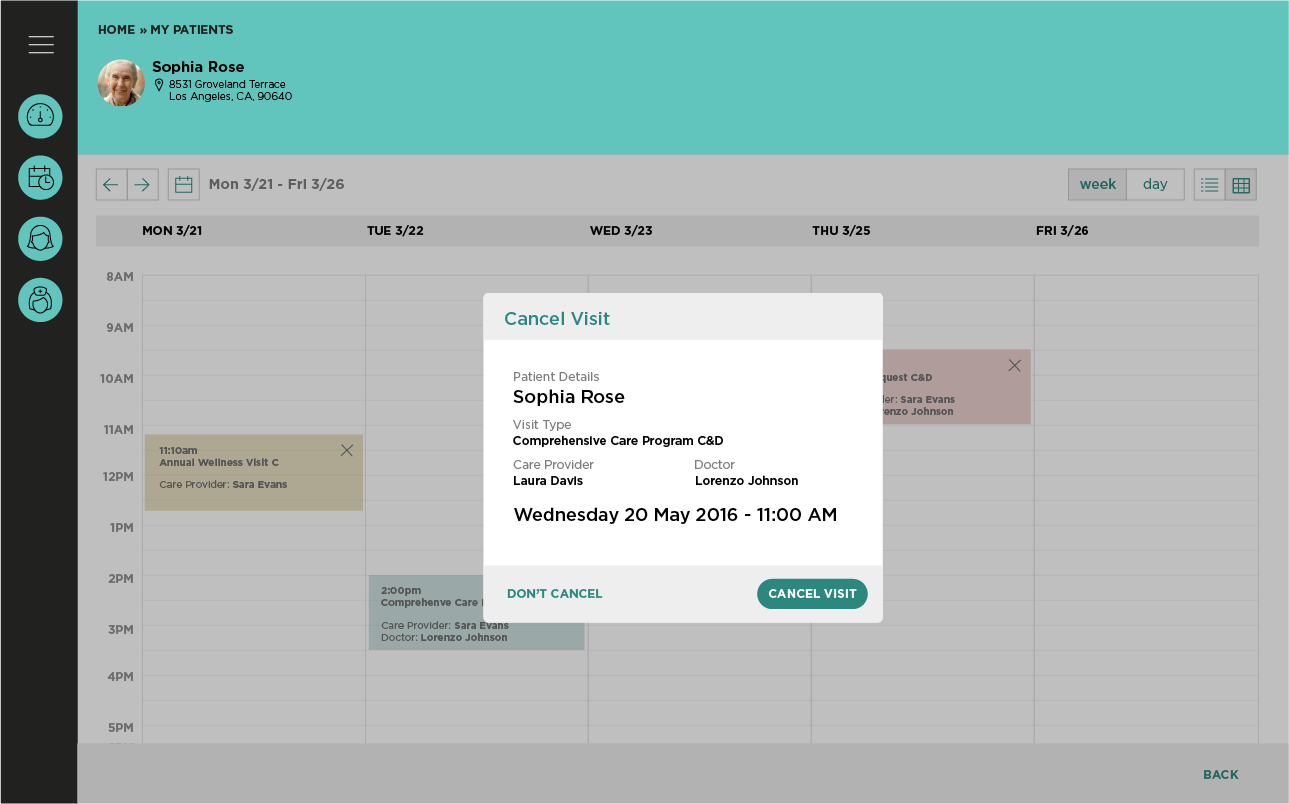 HOME » MY PATIENTS
Sophia Rose
8531 Groveland Terrace
Los Angeles, CA, 90640
Mon 3/21 - Fri 3/26
week
day
MON 3/21
TUE 3/22
WED 3/23
THU 3/25
FRI 3/26
8AM
9AM
10AM
11AM
12PM
1PM
2PM
3PM
4PM
5PM
11:10am
Annual Wellness Visit C
Care Provider: Sara Evans
2:00pm
Comprehenve Care
Care Provider: Sara Evans
Doctor: Lorenzo Johnson
quest C&D
der: Sara Evans
renzo Johnson
Cancel Visit
Patient Details
Sophia Rose
Visit Type
Comprehensive Care Program C&D
Care Provider
Doctor
Laura Davis
Lorenzo Johnson
Wednesday 20 May 2016 - 11:00 AM
DON'T CANCEL
CANCEL VISIT
BACK